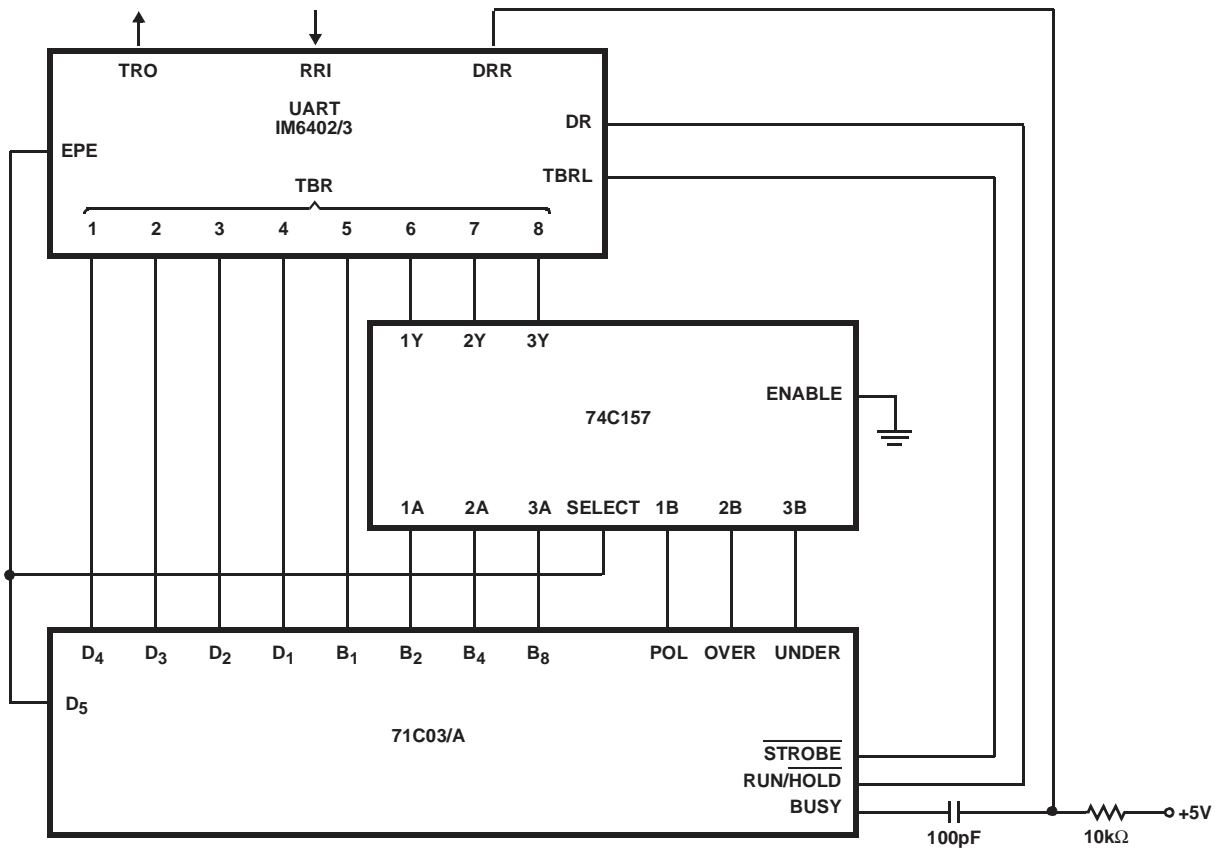 TRO RRI DRR
UART
IM6402/3
DR
EPE
TBRL
TBR
1 2 3 4 5 6 7 8
1Y 2Y 3Y
ENABLE
74C157
1A 2A 3A SELECT 1B 2B 3B
D4 D3 D2 D1 B1 B2 B4 B8 POL OVER UNDER
D5
71C03/A
STROBE
RUN/HOLD
BUSY
+5V
100pF 10kΩ